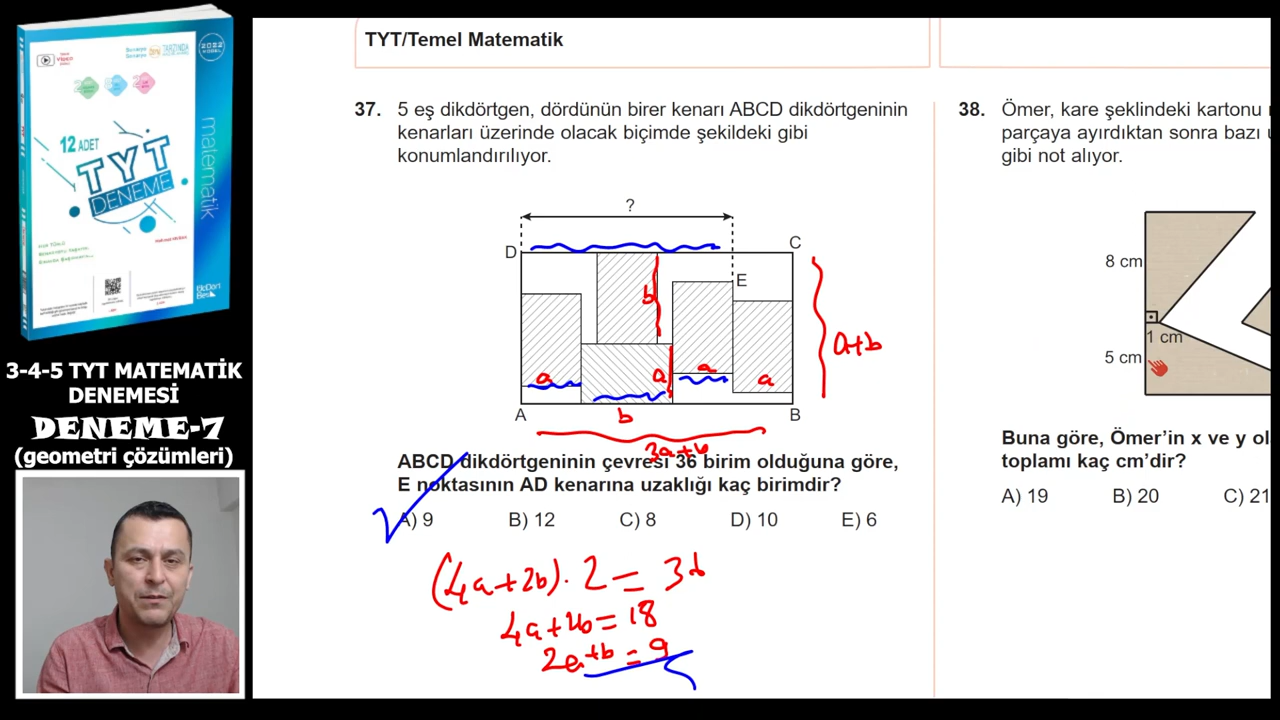 2022
MODEL
TARZINDA
12 ADET
TYT
DENEME
matematik
3-4-5 TYT MATEMATİK
DENEMESİ
DENEME-7
(geometri çözümleri)
TYT/Temel Matematik
37. 5 eş dikdörtgen, dördünün birer kenarı ABCD dikdörtgeninin
kenarları üzerinde olacak biçimde şekildeki gibi
konumlandırılıyor.
?
D
C
E
b
a+b
a
a
a
a
A
b
B
3a+b
ABCD dikdörtgeninin çevresi 36 birim olduğuna göre,
E noktasının AD kenarına uzaklığı kaç birimdir?
A) 9 B) 12 C) 8 D) 10 E) 6
(4a+2b).2=36
4a+2b=18
2a+b=9
38. Ömer, kare şeklindeki kartonu
parçaya ayırdıktan sonra bazı
gibi not alıyor.
8 cm
1 cm
5 cm
Buna göre, Ömer'in x ve y
toplamı kaç cm'dir?
A) 19 B) 20 C) 21